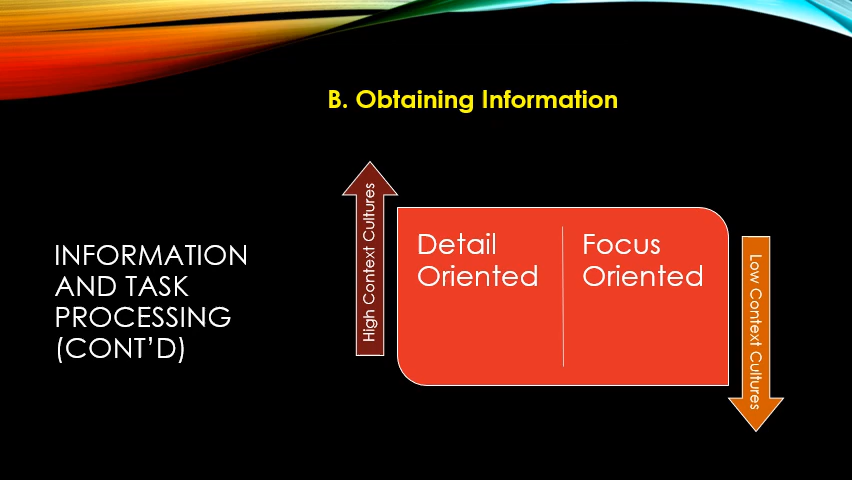 B. Obtaining Information
INFORMATION
AND TASK
PROCESSING
(CONT'D)
High Context Cultures
Detail
Oriented
Focus
Oriented
Low Context Cultures